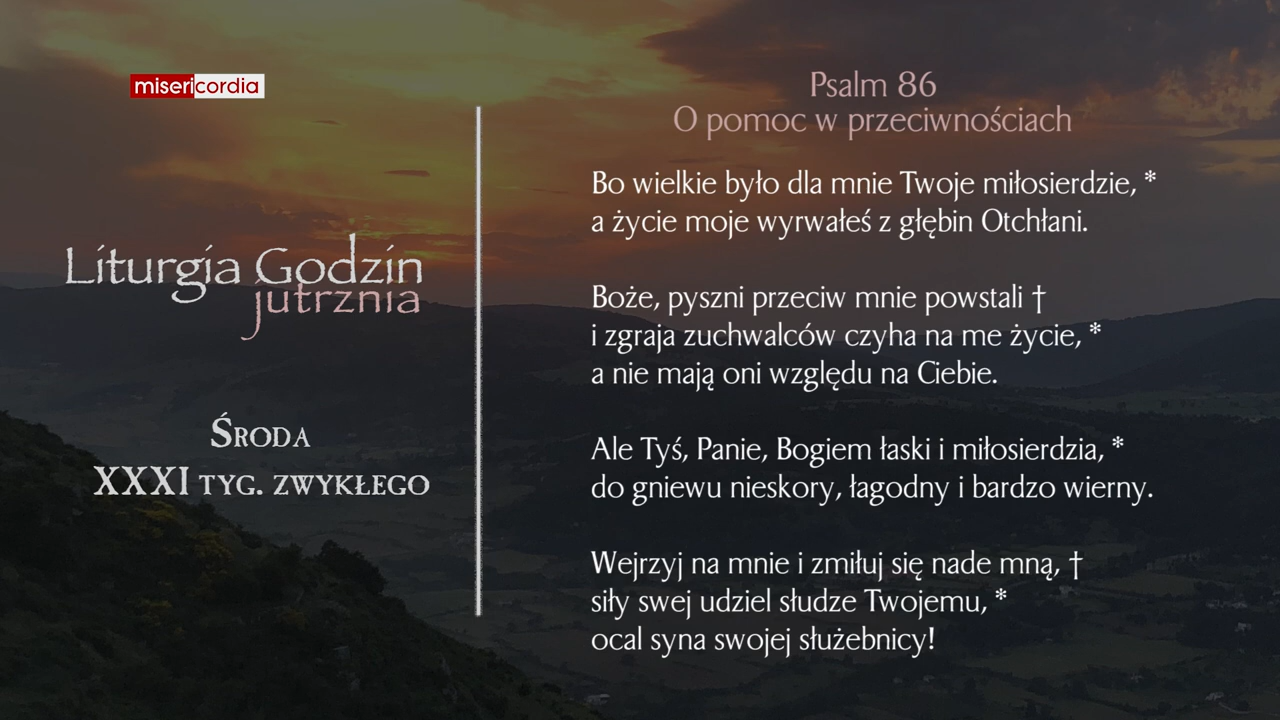 misericordia
Liturgia Godzin
jutrznia
Środa
XXXI tyg. zwykłego
Psalm 86
O pomoc w przeciwnościach
Bo wielkie było dla mnie Twoje miłosierdzie, *
a życie moje wyrwałeś z głębin Otchłani.
Boże, pyszni przeciw mnie powstali †
i zgraja zuchwalców czyha na me życie, *
a nie mają oni względu na Ciebie.
Ale Tyś, Panie, Bogiem łaski i miłosierdzia, *
do gniewu nieskory, łagodny i bardzo wierny.
Wejrzyj na mnie i zmiłuj się nade mną, †
siły swej udziel słudze Twojemu, *
ocal syna swojej służebnicy!